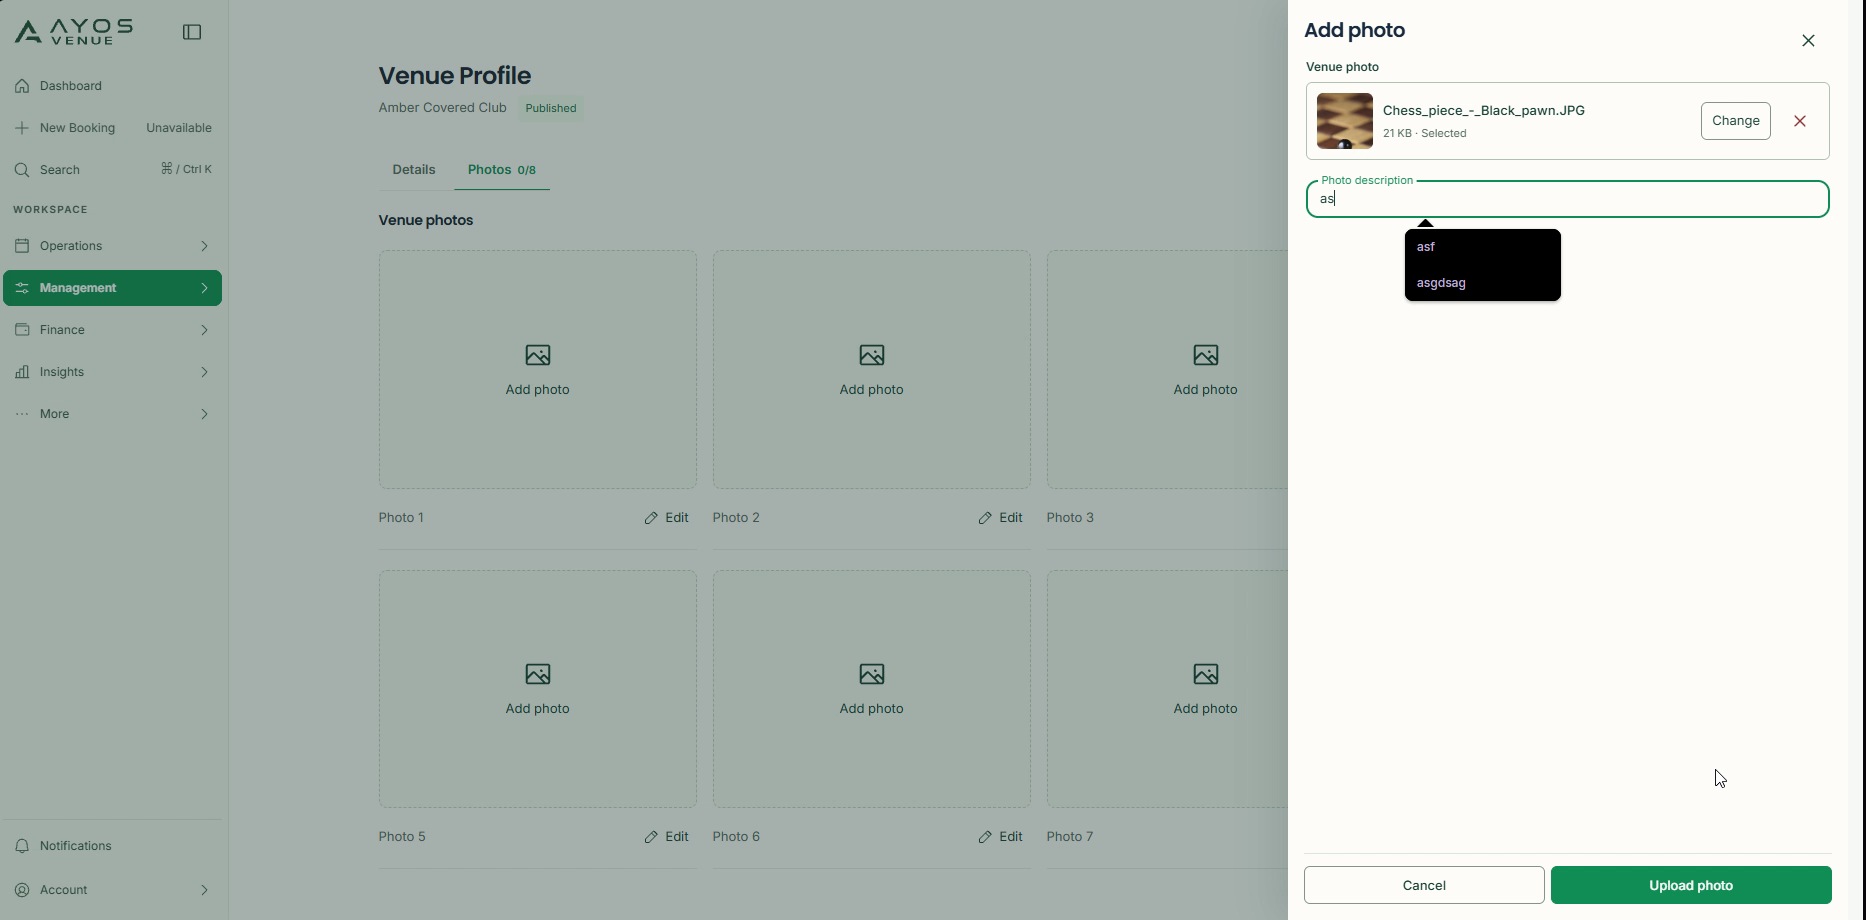 AYOS
VENUE
Dashboard
New Booking Unavailable
Search ⌘ / Ctrl K
WORKSPACE
Operations
Management
Finance
Insights
More
Notifications
Account
Venue Profile
Amber Covered Club Published
Details Photos 0/8
Venue photos
Add photo Add photo Add photo
Photo 1 Edit Photo 2 Edit Photo 3
Add photo Add photo Add photo
Photo 5 Edit Photo 6 Edit Photo 7
Add photo
Venue photo
Chess_piece_-_Black_pawn.JPG
21 KB · Selected
Change
Photo description
as
asf
asgdsag
Cancel Upload photo